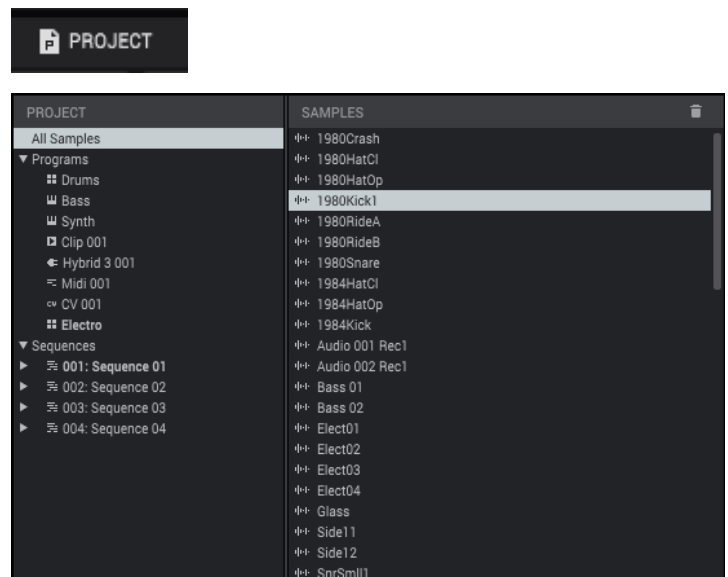 PROJECT
PROJECT
All Samples
Programs
Drums
Bass
Synth
Clip 001
Hybrid 3 001
Midi 001
CV CV 001
Electro
Sequences
001: Sequence 01
002: Sequence 02
003: Sequence 03
004: Sequence 04
SAMPLES
1980Crash
1980HatCl
1980HatOp
1980Kick1
1980RideA
1980RideB
1980Snare
1984HatCl
1984HatOp
1984Kick
Audio 001 Rec1
Audio 002 Rec1
Bass 01
Bass 02
Elect01
Elect02
Elect03
Elect04
Glass
Side11
Side12
SnrSmll1